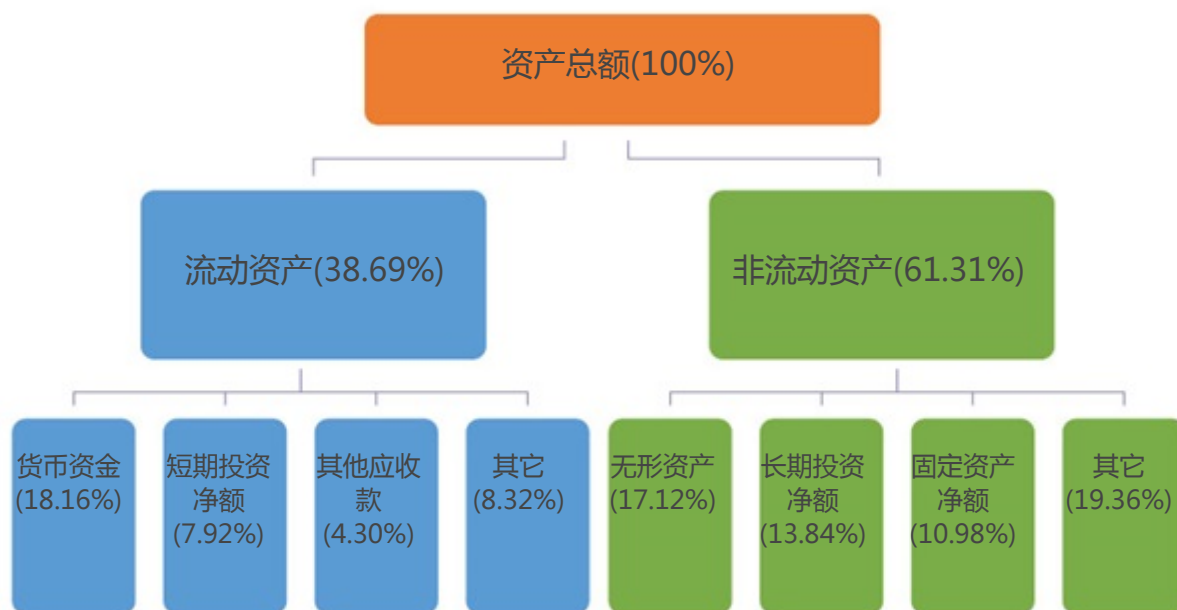 资产总额(100%)
流动资产(38.69%)
非流动资产(61.31%)
货币资金
(18.16%)
短期投资
净额
(7.92%)
其他应收
款
(4.30%)
其它
(8.32%)
无形资产
(17.12%)
长期投资
净额
(13.84%)
固定资产
净额
(10.98%)
其它
(19.36%)